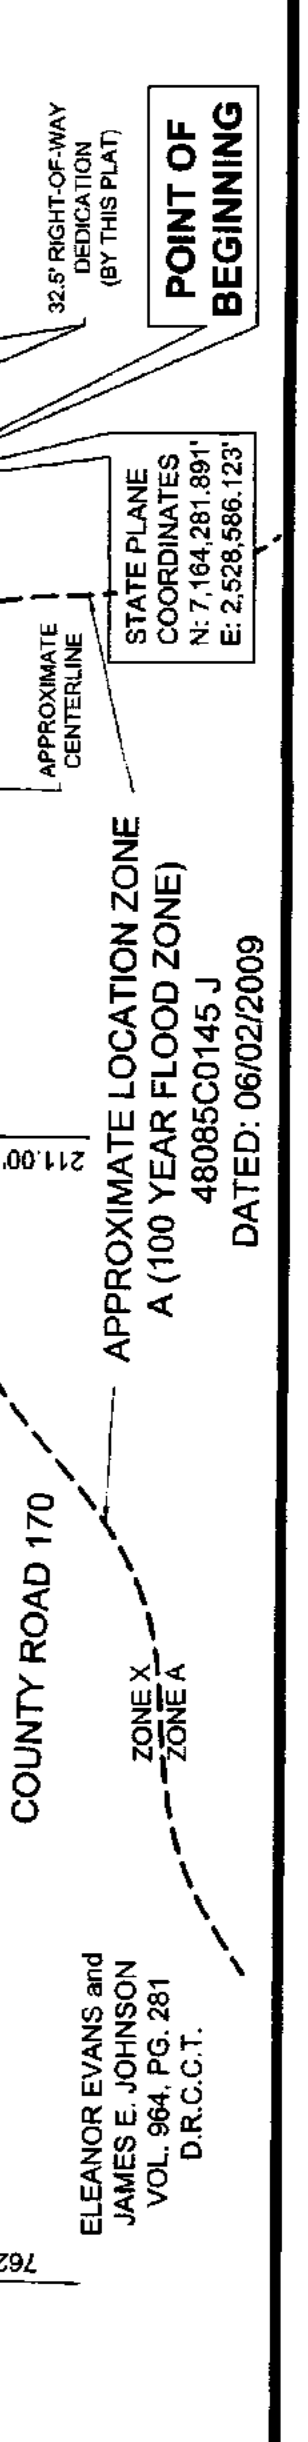 762
ELEANOR EVANS and
JAMES E. JOHNSON
VOL. 964, PG. 281
D.R.C.C.T.
COUNTY ROAD 170
ZONE X
ZONE A
211.00'
APPROXIMATE LOCATION ZONE
A (100 YEAR FLOOD ZONE)
48085C0145 J
DATED: 06/02/2009
APPROXIMATE
CENTERLINE
STATE PLANE
COORDINATES
N: 7,164,281.891'
E: 2,528,586.123'
32.5' RIGHT-OF-WAY
DEDICATION
(BY THIS PLAT)
POINT OF
BEGINNING